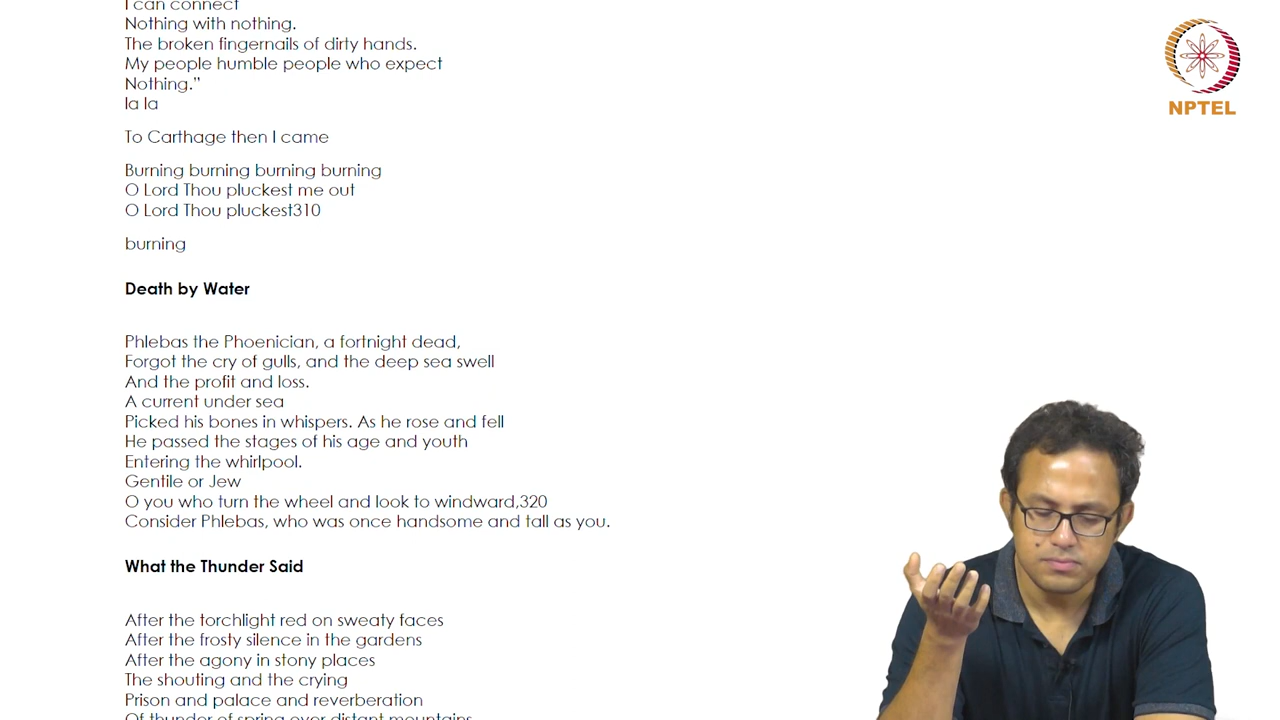 I can connect
Nothing with nothing.
The broken fingernails of dirty hands.
My people humble people who expect
Nothing.”
la la
To Carthage then I came
Burning burning burning burning
O Lord Thou pluckest me out
O Lord Thou pluckest310
burning
Death by Water
Phlebas the Phoenician, a fortnight dead,
Forgot the cry of gulls, and the deep sea swell
And the profit and loss.
A current under sea
Picked his bones in whispers. As he rose and fell
He passed the stages of his age and youth
Entering the whirlpool.
Gentile or Jew
O you who turn the wheel and look to windward,320
Consider Phlebas, who was once handsome and tall as you.
What the Thunder Said
After the torchlight red on sweaty faces
After the frosty silence in the gardens
After the agony in stony places
The shouting and the crying
Prison and palace and reverberation
Of thunder of spring over distant mountains
NPTEL